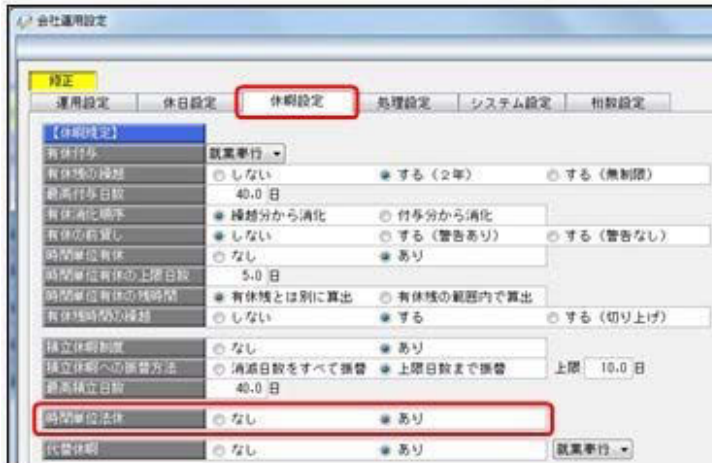 会社運用設定
修正
運用設定 休日設定 休暇設定 処理設定 システム設定 桁数設定
【休暇規定】
有休付与 就業奉行
有休残の繰越 しない する（2年） する（無制限）
最高付与日数 40.0 日
有休消化順序 繰越分から消化 付与分から消化
有休の前貸し しない する（警告あり） する（警告なし）
時間単位有休 なし あり
時間単位有休の上限日数 5.0 日
時間単位有休の残時間 有休残とは別に算出 有休残の範囲内で算出
有休残時間の繰越 しない する する（切り上げ）
積立休暇制度 なし あり
積立休暇への振替方法 消滅日数をすべて振替 上限日数まで振替 上限 10.0 日
最高積立日数 40.0 日
時間単位法休 なし あり
代替休暇 なし あり 就業奉行